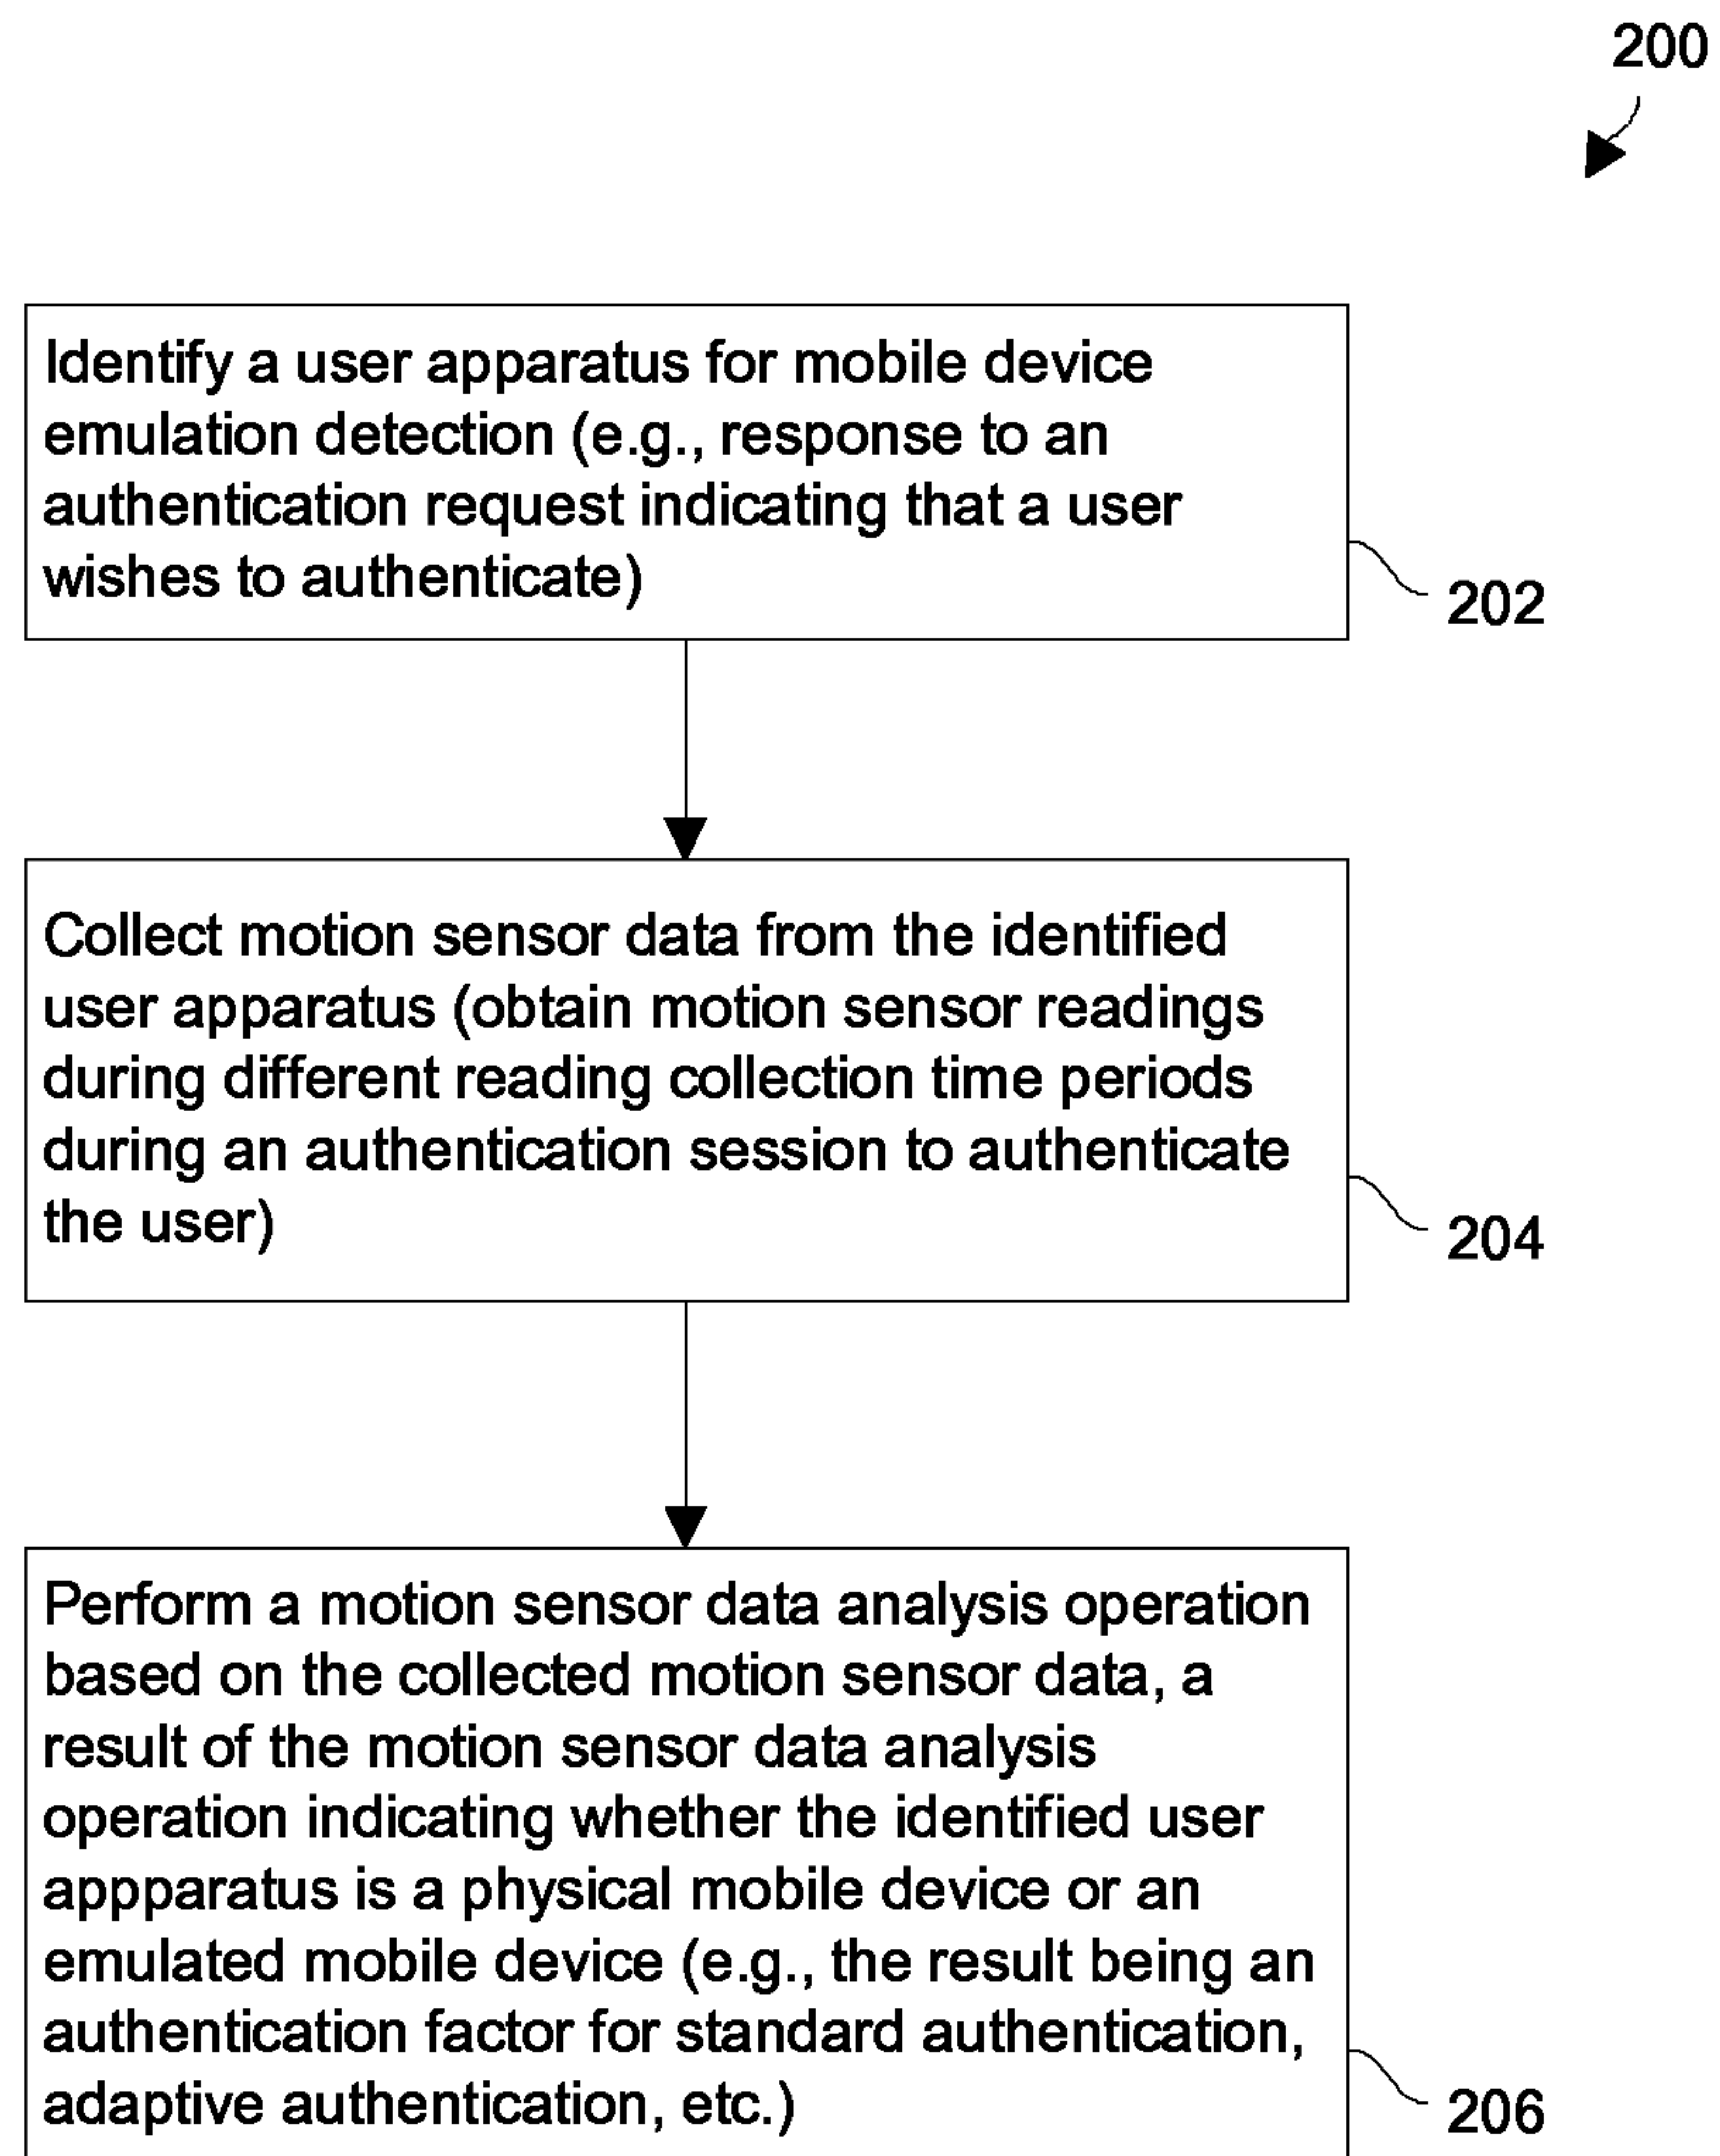 200
Identify a user apparatus for mobile device
emulation detection (e.g., response to an
authentication request indicating that a user
wishes to authenticate)
202
Collect motion sensor data from the identified
user apparatus (obtain motion sensor readings
during different reading collection time periods
during an authentication session to authenticate
the user)
204
Perform a motion sensor data analysis operation
based on the collected motion sensor data, a
result of the motion sensor data analysis
operation indicating whether the identified user
appparatus is a physical mobile device or an
emulated mobile device (e.g., the result being an
authentication factor for standard authentication,
adaptive authentication, etc.)
206